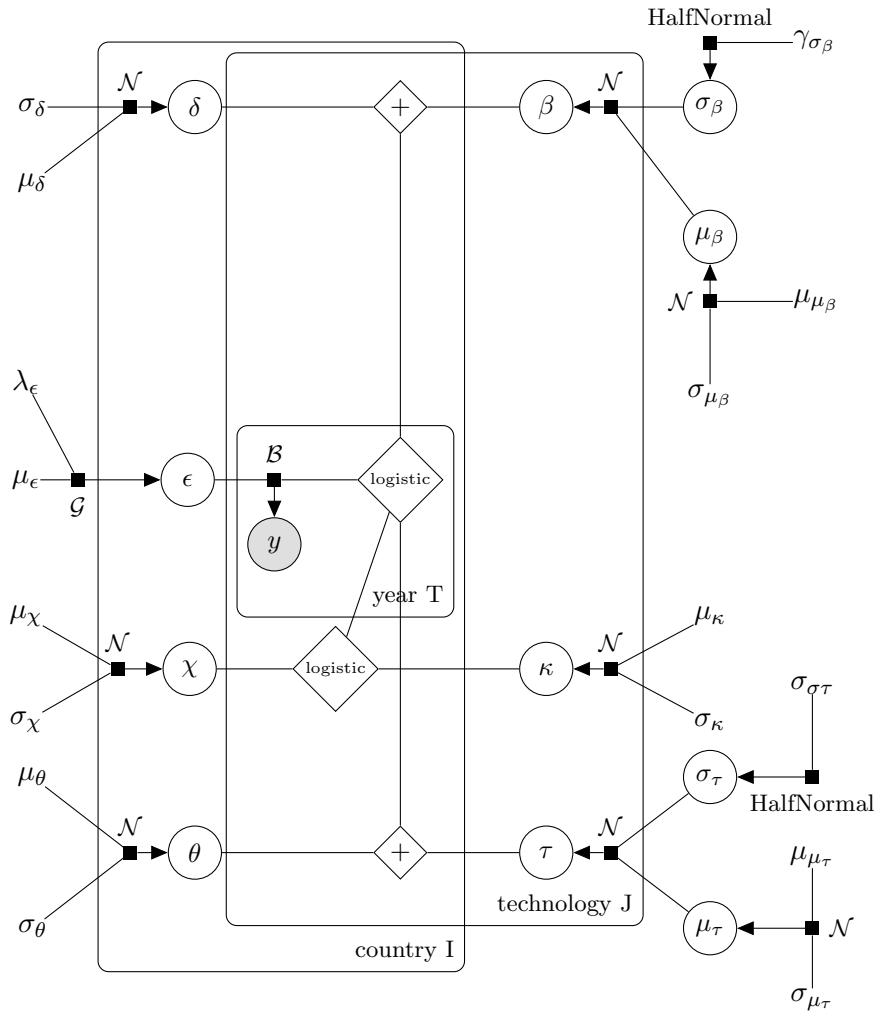 HalfNormal
γ_{σ_β}
σ_δ
𝒩
δ
+
β
𝒩
σ_β
μ_δ
μ_β
𝒩
μ_{μ_β}
σ_{μ_β}
λ_ϵ
μ_ϵ
𝒢
ϵ
ℬ
logistic
y
year T
μ_χ
𝒩
χ
σ_χ
logistic
κ
𝒩
μ_κ
σ_κ
σ_{στ}
μ_θ
𝒩
θ
σ_θ
+
τ
𝒩
σ_τ
HalfNormal
μ_{μ_τ}
μ_τ
𝒩
σ_{μ_τ}
technology J
country I